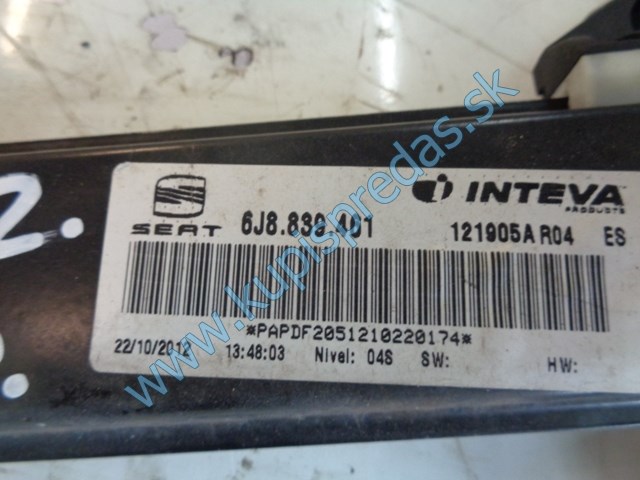 SEAT
6J8.839.401
INTEVA
PRODUCTS
121905A R04 ES
*PAPDF2051210220174*
22/10/2012 13:48:03 Nivel: 04S SW: HW:
2.
www.kupispredas.sk